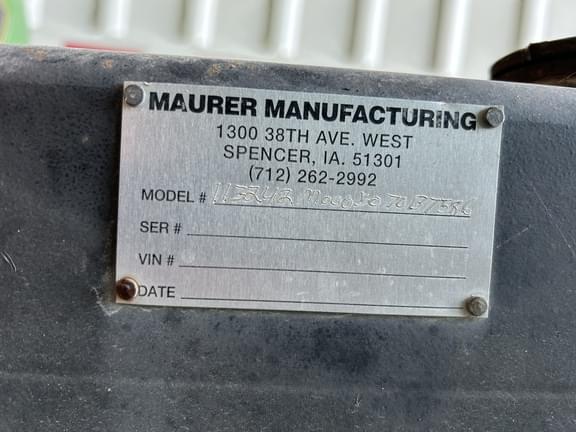 MAURER MANUFACTURING
1300 38TH AVE. WEST
SPENCER, IA. 51301
(712) 262-2992
MODEL #
SER #
VIN #
DATE